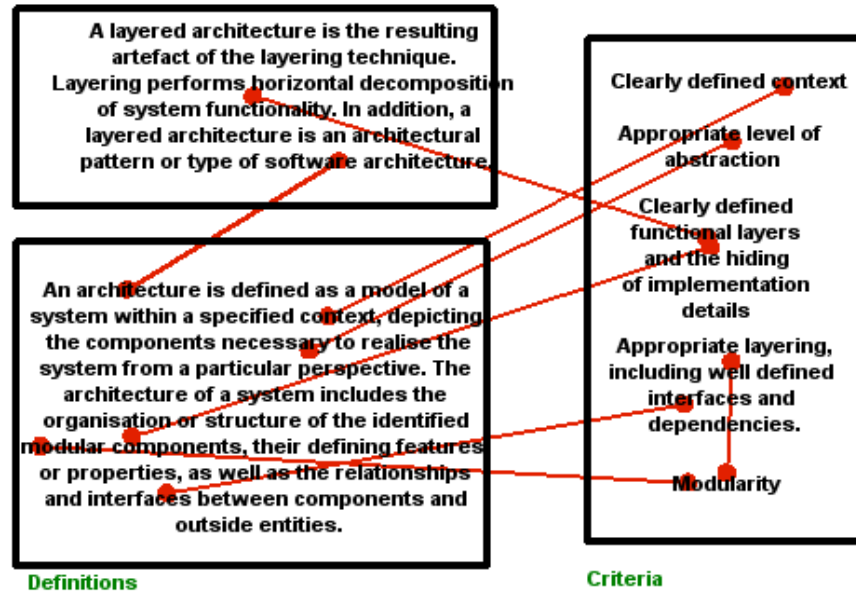 A layered architecture is the resulting
artefact of the layering technique.
Layering performs horizontal decomposition
of system functionality. In addition, a
layered architecture is an architectural
pattern or type of software architecture.
An architecture is defined as a model of a
system within a specified context, depicting
the components necessary to realise the
system from a particular perspective. The
architecture of a system includes the
organisation or structure of the identified
modular components, their defining features
or properties, as well as the relationships
and interfaces between components and
outside entities.
Definitions
Clearly defined context
Appropriate level of
abstraction
Clearly defined
functional layers
and the hiding
of implementation
details
Appropriate layering,
including well defined
interfaces and
dependencies.
Modularity
Criteria